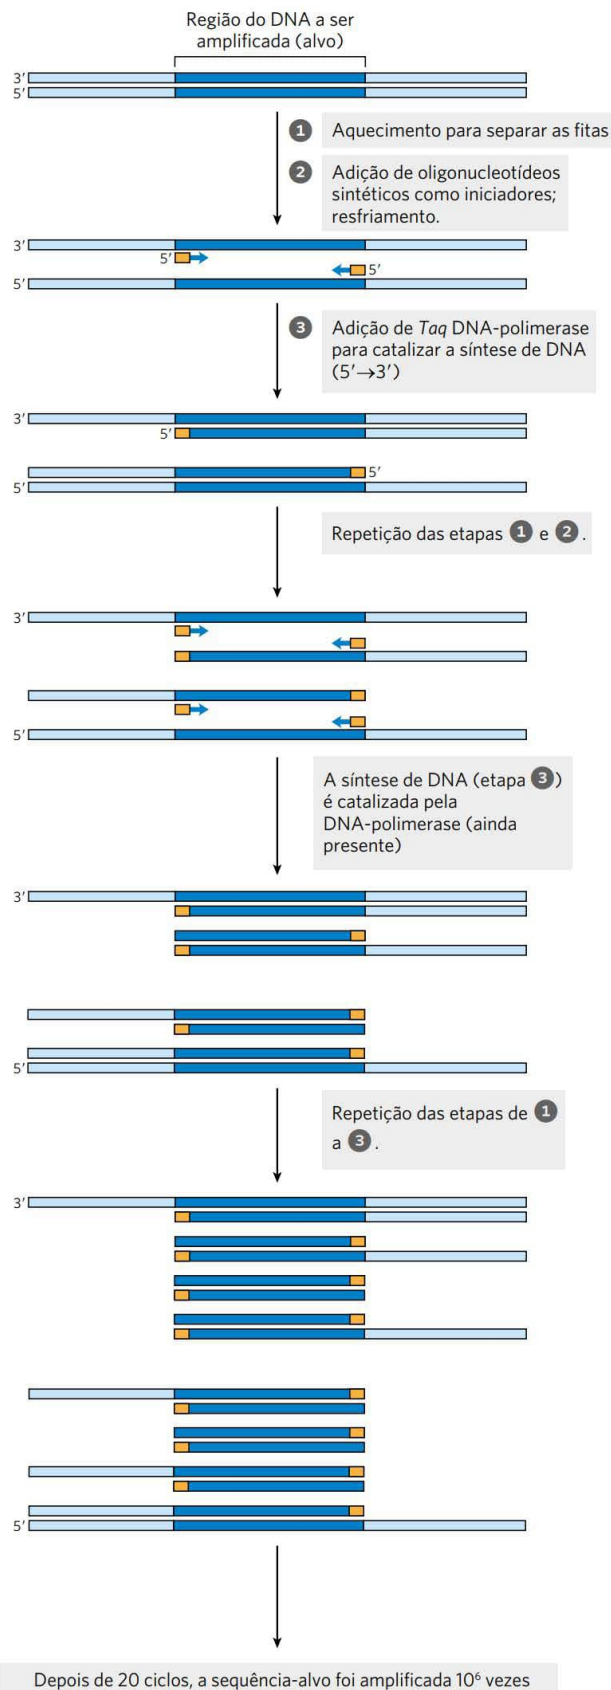 Região do DNA a ser
amplificada (alvo)
3′
5′
1 Aquecimento para separar as fitas
2 Adição de oligonucleotídeos
sintéticos como iniciadores;
resfriamento.
3′
5′
5′
5′
3 Adição de Taq DNA-polimerase
para catalizar a síntese de DNA
(5′→3′)
3′
5′
5′
5′
Repetição das etapas 1 e 2.
3′
5′
A síntese de DNA (etapa 3)
é catalizada pela
DNA-polimerase (ainda
presente)
3′
5′
Repetição das etapas de 1
a 3.
3′
5′
Depois de 20 ciclos, a sequência-alvo foi amplificada 10⁶ vezes